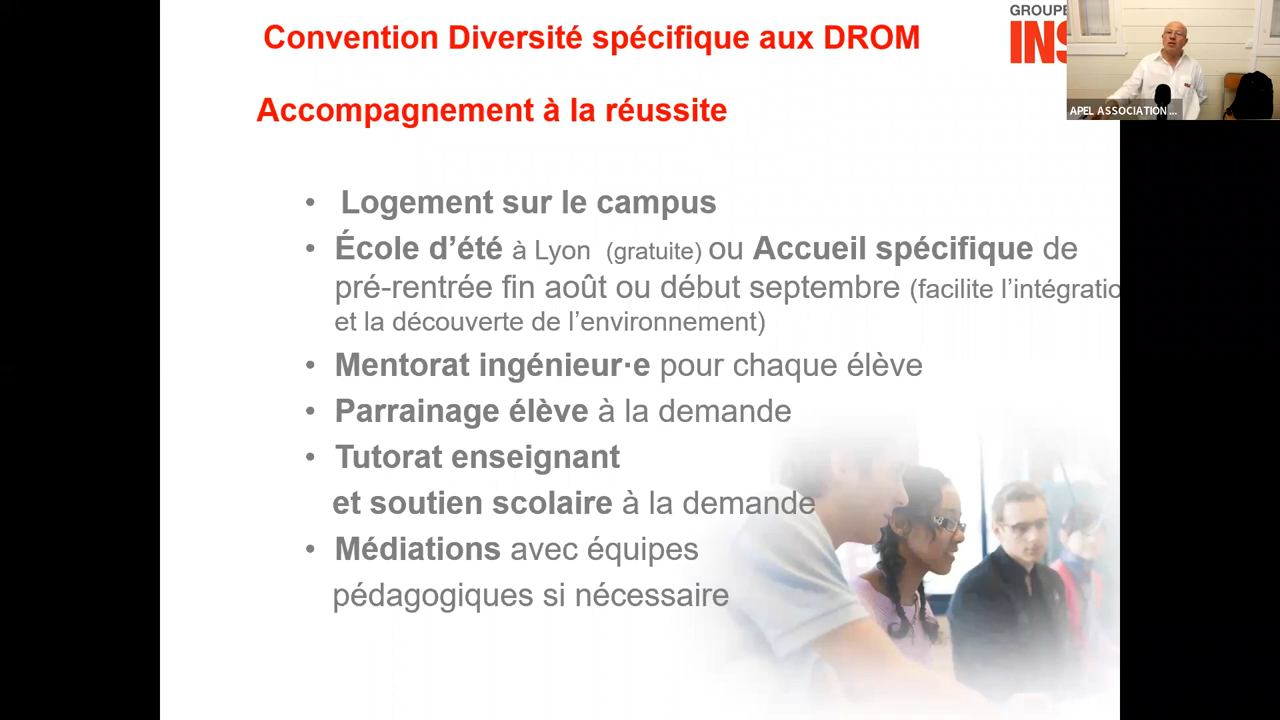 Convention Diversité spécifique aux DROM
GROUPE
INS
APEL ASSOCIATION ...
Accompagnement à la réussite
• Logement sur le campus
• École d'été à Lyon (gratuite) ou Accueil spécifique de
pré-rentrée fin août ou début septembre (facilite l'intégratio
et la découverte de l'environnement)
• Mentorat ingénieur·e pour chaque élève
• Parrainage élève à la demande
• Tutorat enseignant
et soutien scolaire à la demande
• Médiations avec équipes
pédagogiques si nécessaire